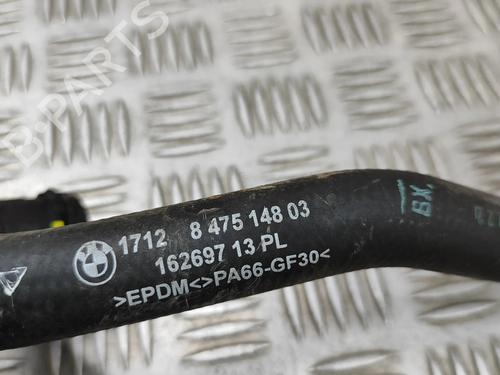 B-PARTS
1712 8 475 148 03
162697 13 PL
>EPDM<>PA66-GF30<
BX